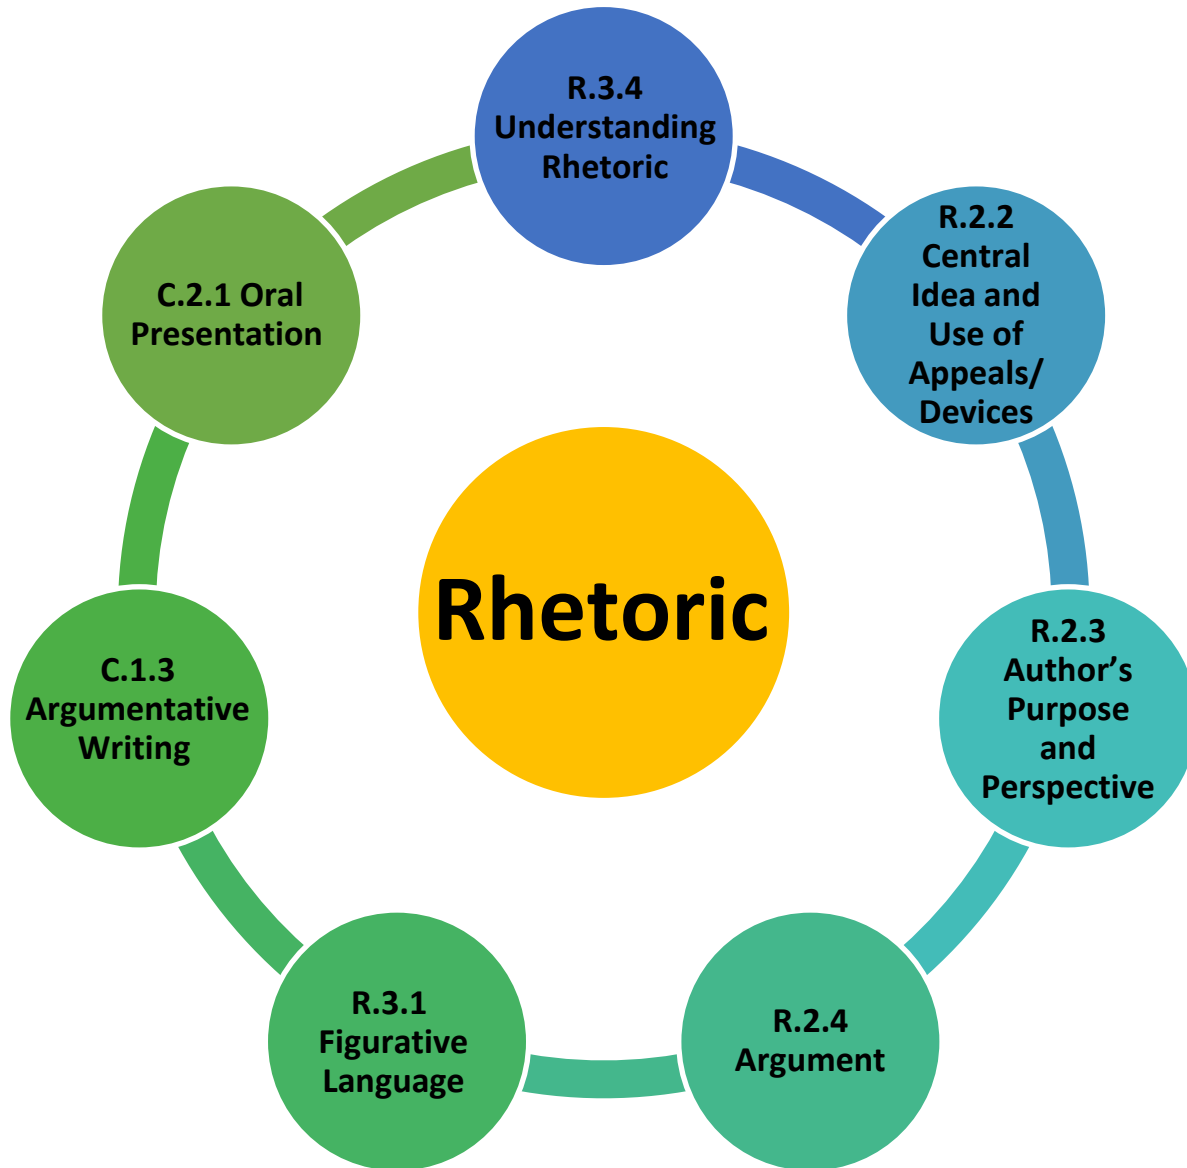 R.3.4
Understanding
Rhetoric
R.2.2
Central
Idea and
Use of
Appeals/
Devices
R.2.3
Author’s
Purpose
and
Perspective
R.2.4
Argument
R.3.1
Figurative
Language
C.1.3
Argumentative
Writing
C.2.1 Oral
Presentation
Rhetoric